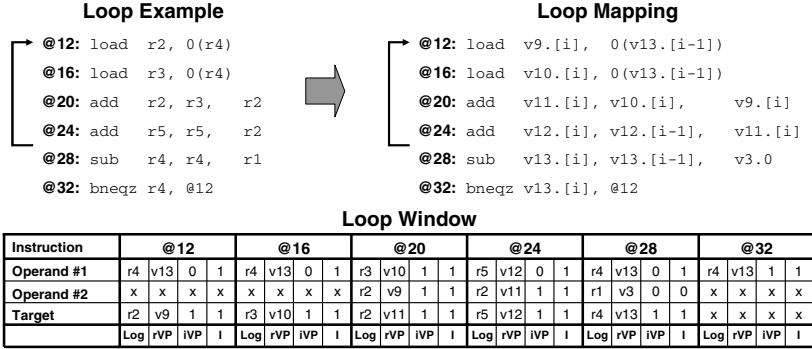 Loop Example Loop Mapping
@12: load r2, 0(r4) @12: load v9.[i], 0(v13.[i-1])
@16: load r3, 0(r4) @16: load v10.[i], 0(v13.[i-1])
@20: add r2, r3, r2 @20: add v11.[i], v10.[i], v9.[i]
@24: add r5, r5, r2 @24: add v12.[i], v12.[i-1], v11.[i]
@28: sub r4, r4, r1 @28: sub v13.[i], v13.[i-1], v3.0
@32: bneqz r4, @12 @32: bneqz v13.[i], @12
Loop Window
Instruction @12 @16 @20 @24 @28 @32
Operand #1 r4 v13 0 1 r4 v13 0 1 r3 v10 1 1 r5 v12 0 1 r4 v13 0 1 r4 v13 1 1
Operand #2 x x x x x x x x r2 v9 1 1 r2 v11 1 1 r1 v3 0 0 x x x x
Target r2 v9 1 1 r3 v10 1 1 r2 v11 1 1 r5 v12 1 1 r4 v13 1 1 x x x x
Log rVP iVP I Log rVP iVP I Log rVP iVP I Log rVP iVP I Log rVP iVP I Log rVP iVP I